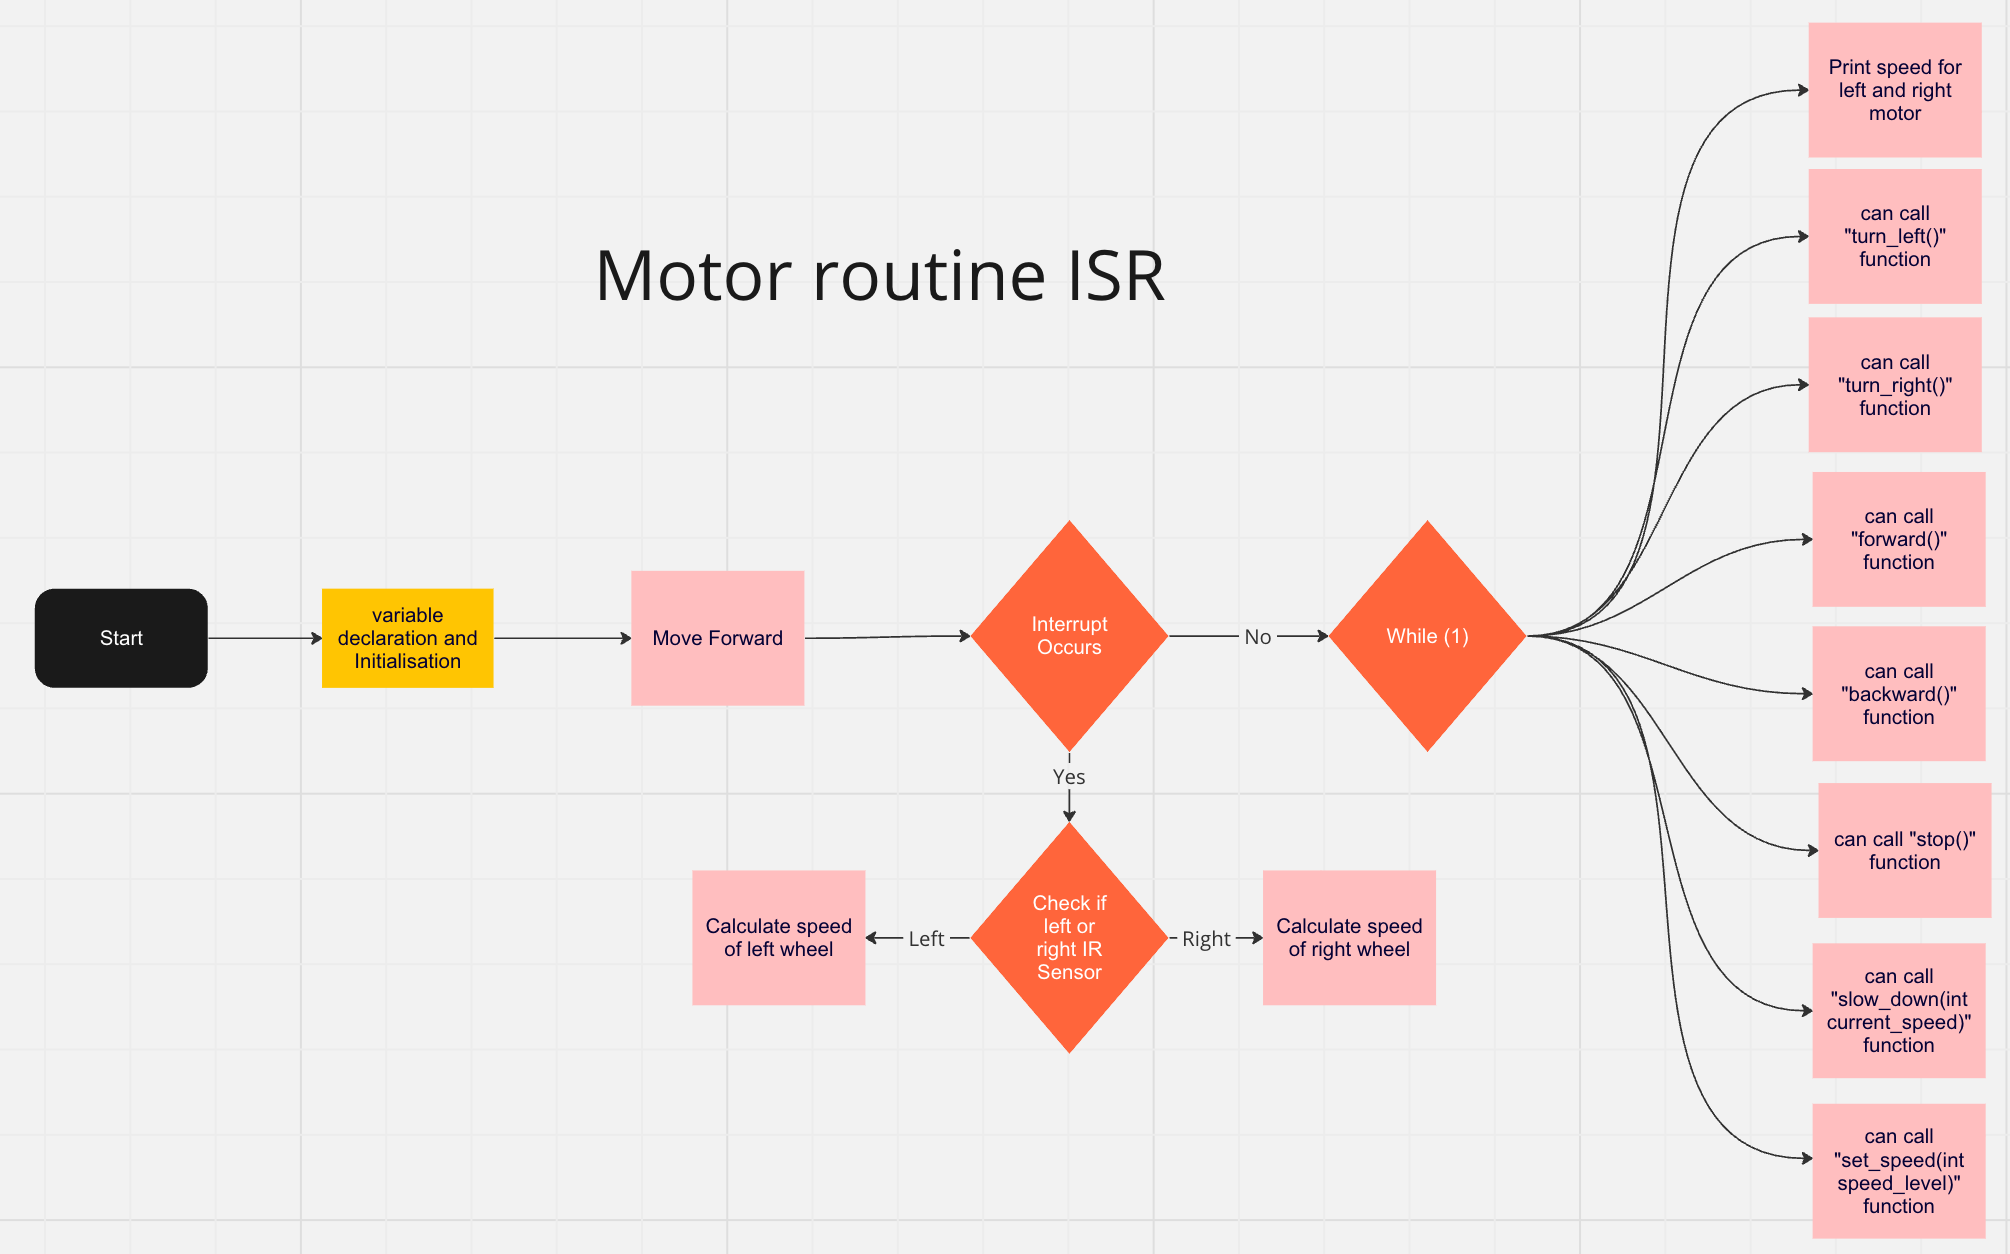 Motor routine ISR
Start
variable
declaration and
Initialisation
Move Forward
Interrupt
Occurs
No
While (1)
Yes
Check if
left or
right IR
Sensor
Left
Calculate speed
of left wheel
Right
Calculate speed
of right wheel
Print speed for
left and right
motor
can call
"turn_left()"
function
can call
"turn_right()"
function
can call
"forward()"
function
can call
"backward()"
function
can call "stop()"
function
can call
"slow_down(int
current_speed)"
function
can call
"set_speed(int
speed_level)"
function